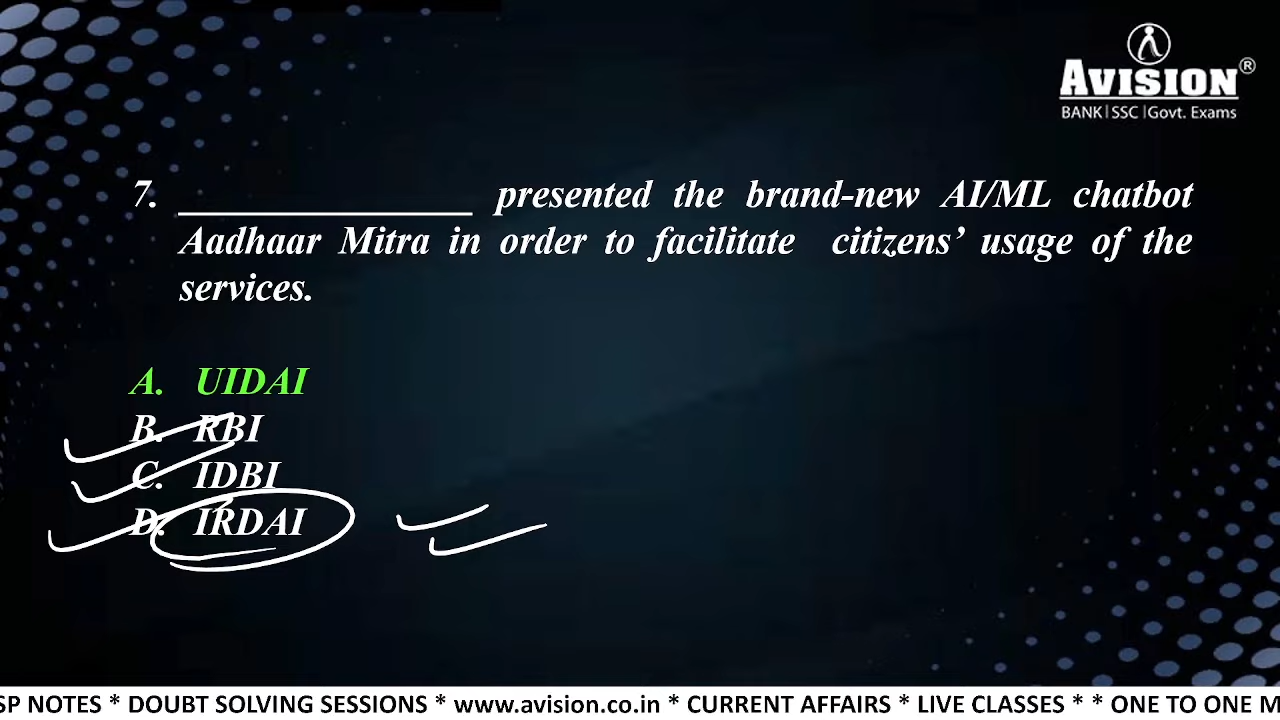 AVISION®
BANK|SSC|Govt. Exams
7. ______________ presented the brand-new AI/ML chatbot
Aadhaar Mitra in order to facilitate citizens’ usage of the
services.
A. UIDAI
B. RBI
C. IDBI
D. IRDAI
SP NOTES * DOUBT SOLVING SESSIONS * www.avision.co.in * CURRENT AFFAIRS * LIVE CLASSES * * ONE TO ONE M